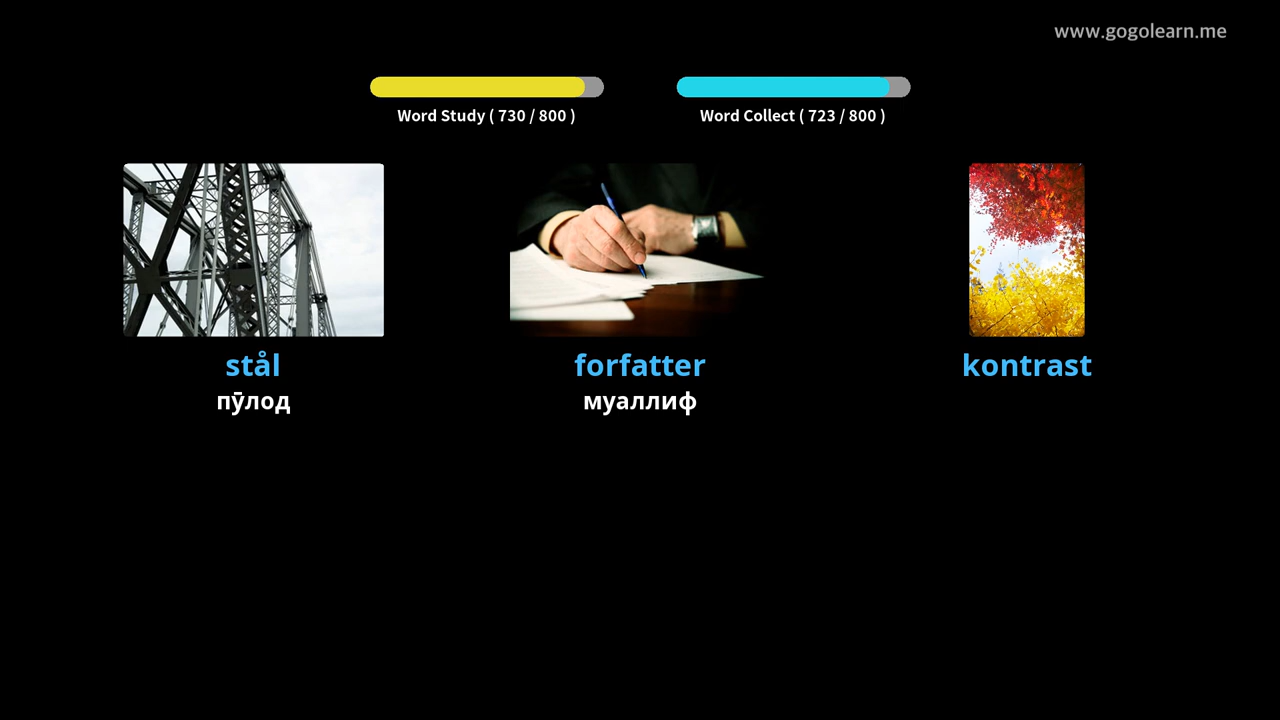 www.gogolearn.me
Word Study ( 730 / 800 )
Word Collect ( 723 / 800 )
stål
forfatter
kontrast
пӯлод
муаллиф